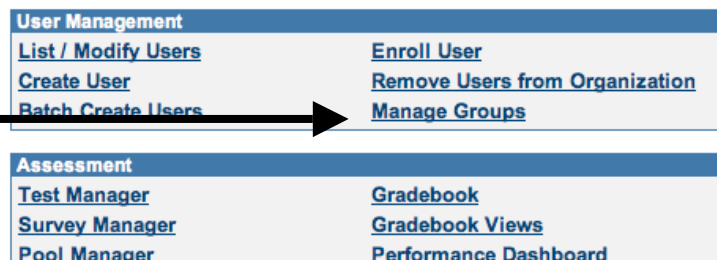 User Management
List / Modify Users
Enroll User
Create User
Remove Users from Organization
Batch Create Users
Manage Groups
Assessment
Test Manager
Gradebook
Survey Manager
Gradebook Views
Pool Manager
Performance Dashboard